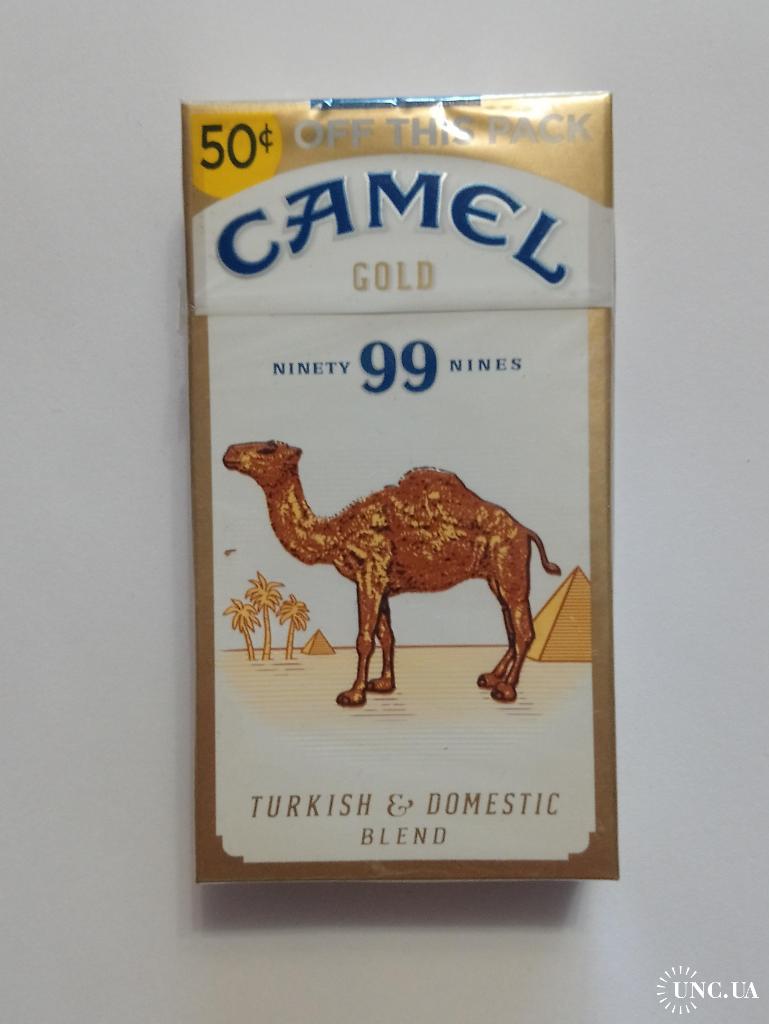 50¢ OFF THIS PACK
CAMEL
GOLD
NINETY 99 NINES
TURKISH & DOMESTIC
BLEND
UNC.UA